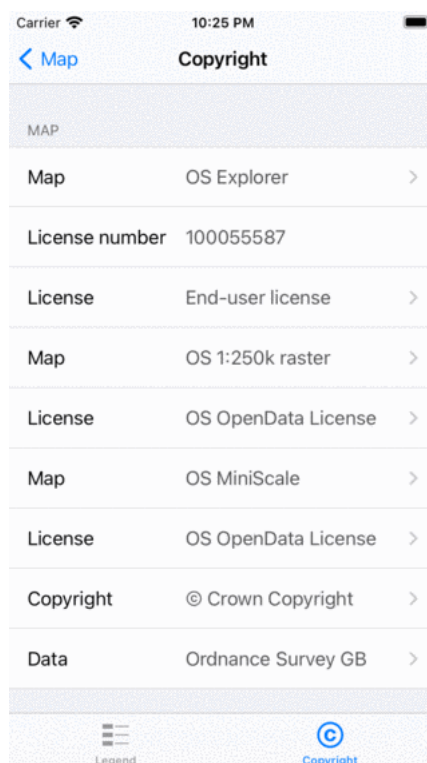 Carrier 10:25 PM
Map Copyright
MAP
Map OS Explorer
License number 100055587
License End-user license
Map OS 1:250k raster
License OS OpenData License
Map OS MiniScale
License OS OpenData License
Copyright © Crown Copyright
Data Ordnance Survey GB
Legend Copyright